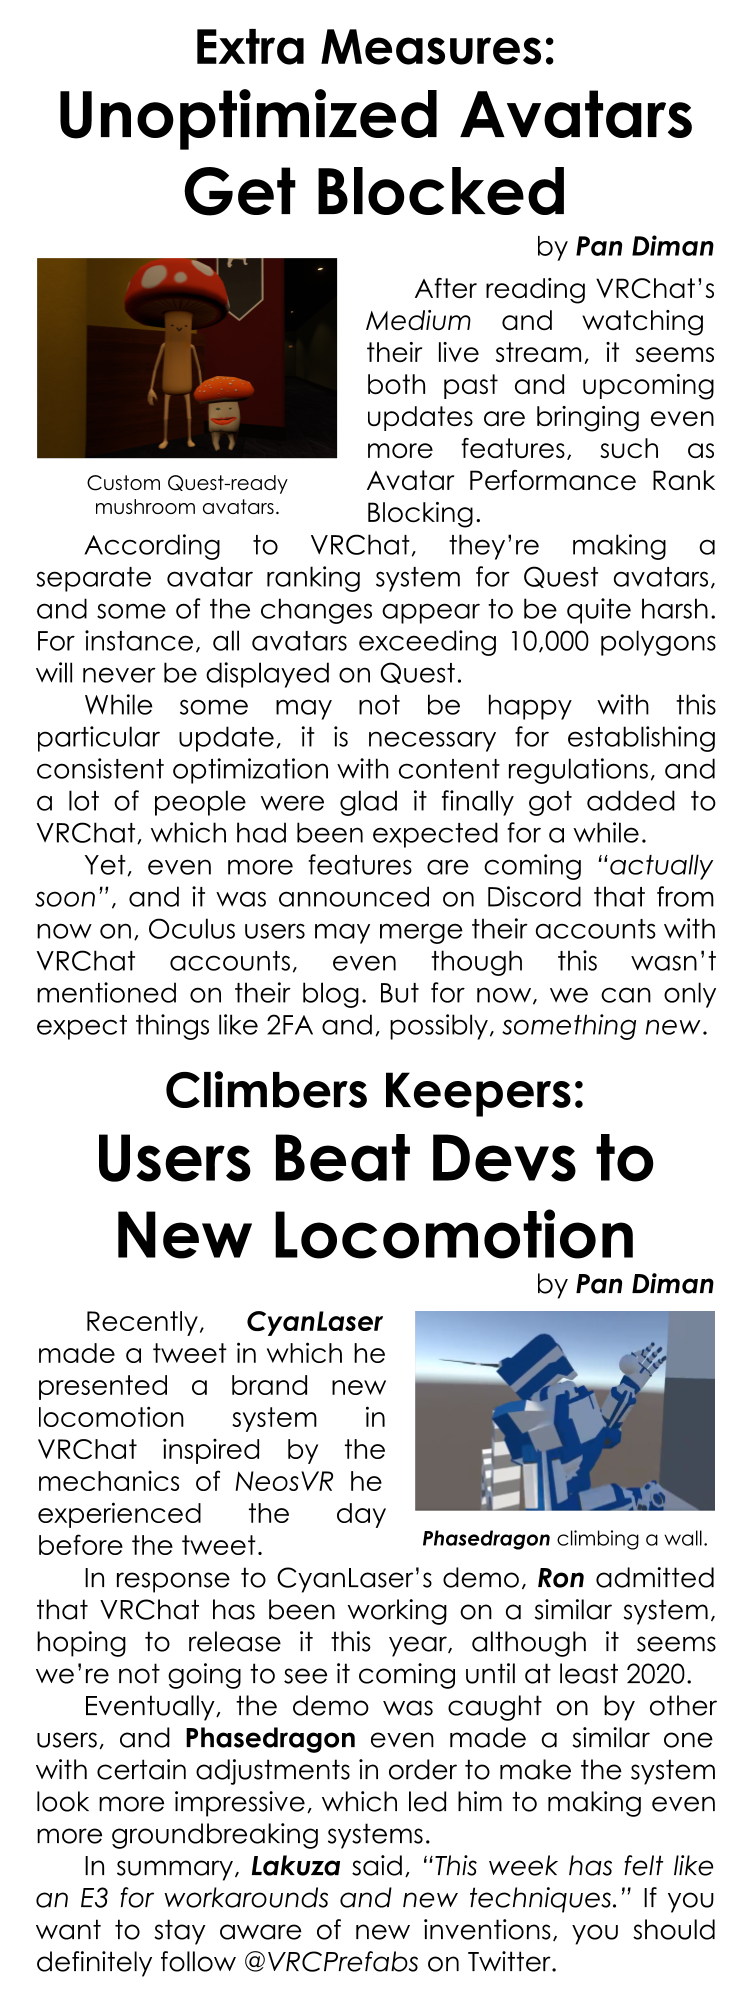 Extra Measures:
Unoptimized Avatars
Get Blocked
by Pan Diman
Custom Quest-ready
mushroom avatars.
After reading VRChat’s
Medium and watching
their live stream, it seems
both past and upcoming
updates are bringing even
more features, such as
Avatar Performance Rank
Blocking.
According to VRChat, they’re making a
separate avatar ranking system for Quest avatars,
and some of the changes appear to be quite harsh.
For instance, all avatars exceeding 10,000 polygons
will never be displayed on Quest.
While some may not be happy with this
particular update, it is necessary for establishing
consistent optimization with content regulations, and
a lot of people were glad it finally got added to
VRChat, which had been expected for a while.
Yet, even more features are coming “actually
soon”, and it was announced on Discord that from
now on, Oculus users may merge their accounts with
VRChat accounts, even though this wasn’t
mentioned on their blog. But for now, we can only
expect things like 2FA and, possibly, something new.
Climbers Keepers:
Users Beat Devs to
New Locomotion
by Pan Diman
Recently, CyanLaser
made a tweet in which he
presented a brand new
locomotion system in
VRChat inspired by the
mechanics of NeosVR he
experienced the day
before the tweet.
Phasedragon climbing a wall.
In response to CyanLaser’s demo, Ron admitted
that VRChat has been working on a similar system,
hoping to release it this year, although it seems
we’re not going to see it coming until at least 2020.
Eventually, the demo was caught on by other
users, and Phasedragon even made a similar one
with certain adjustments in order to make the system
look more impressive, which led him to making even
more groundbreaking systems.
In summary, Lakuza said, “This week has felt like
an E3 for workarounds and new techniques.” If you
want to stay aware of new inventions, you should
definitely follow @VRCPrefabs on Twitter.